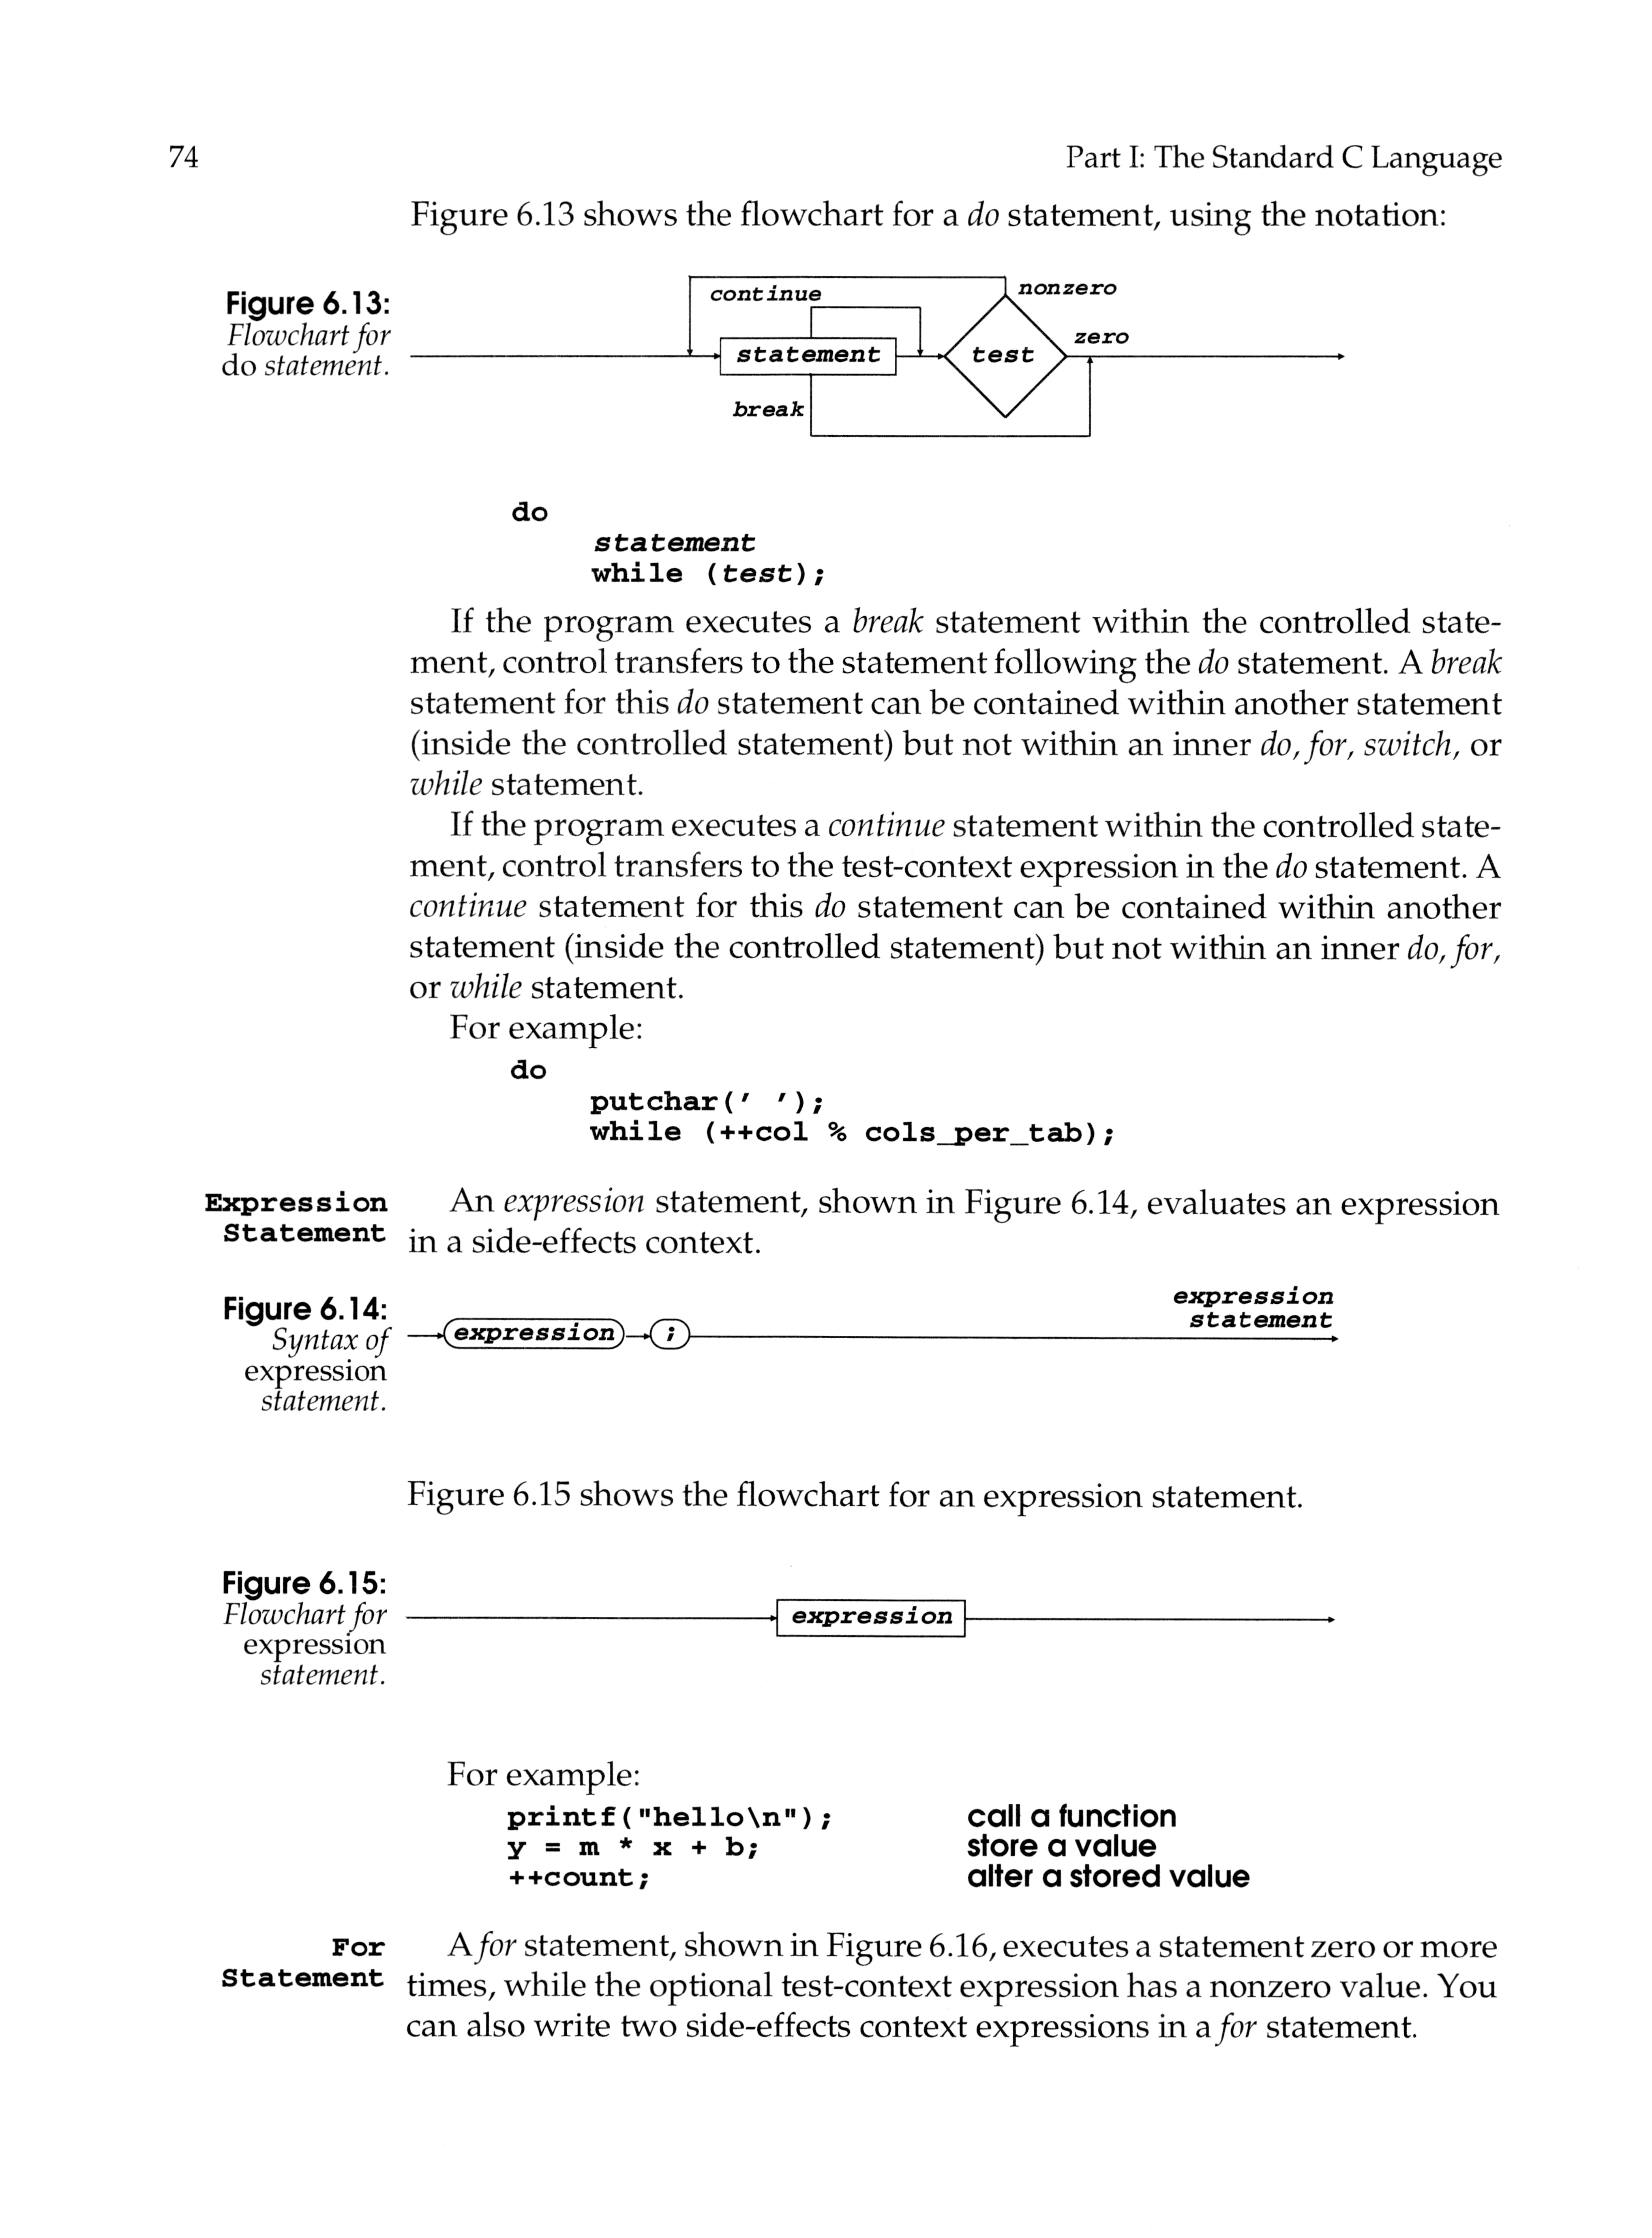 74
Part I: The Standard C Language
Figure 6.13 shows the flowchart for a do statement, using the notation:
Figure 6.13:
Flowchart for
do statement.
continue
nonzero
zero
statement
test
break
do
statement
while (test);
If the program executes a break statement within the controlled state-
ment, control transfers to the statement following the do statement. A break
statement for this do statement can be contained within another statement
(inside the controlled statement) but not within an inner do, for, switch, or
while statement.
If the program executes a continue statement within the controlled state-
ment, control transfers to the test-context expression in the do statement. A
continue statement for this do statement can be contained within another
statement (inside the controlled statement) but not within an inner do, for,
or while statement.
For example:
do
putchar(' ');
while (++col % cols_per_tab);
Expression
Statement
An expression statement, shown in Figure 6.14, evaluates an expression
in a side-effects context.
Figure 6.14:
Syntax of
expression
statement.
expression
;
expression
statement
Figure 6.15 shows the flowchart for an expression statement.
Figure 6.15:
Flowchart for
expression
statement.
expression
For example:
printf("hello\n"); call a function
y = m * x + b; store a value
++count; alter a stored value
For
Statement
A for statement, shown in Figure 6.16, executes a statement zero or more
times, while the optional test-context expression has a nonzero value. You
can also write two side-effects context expressions in a for statement.